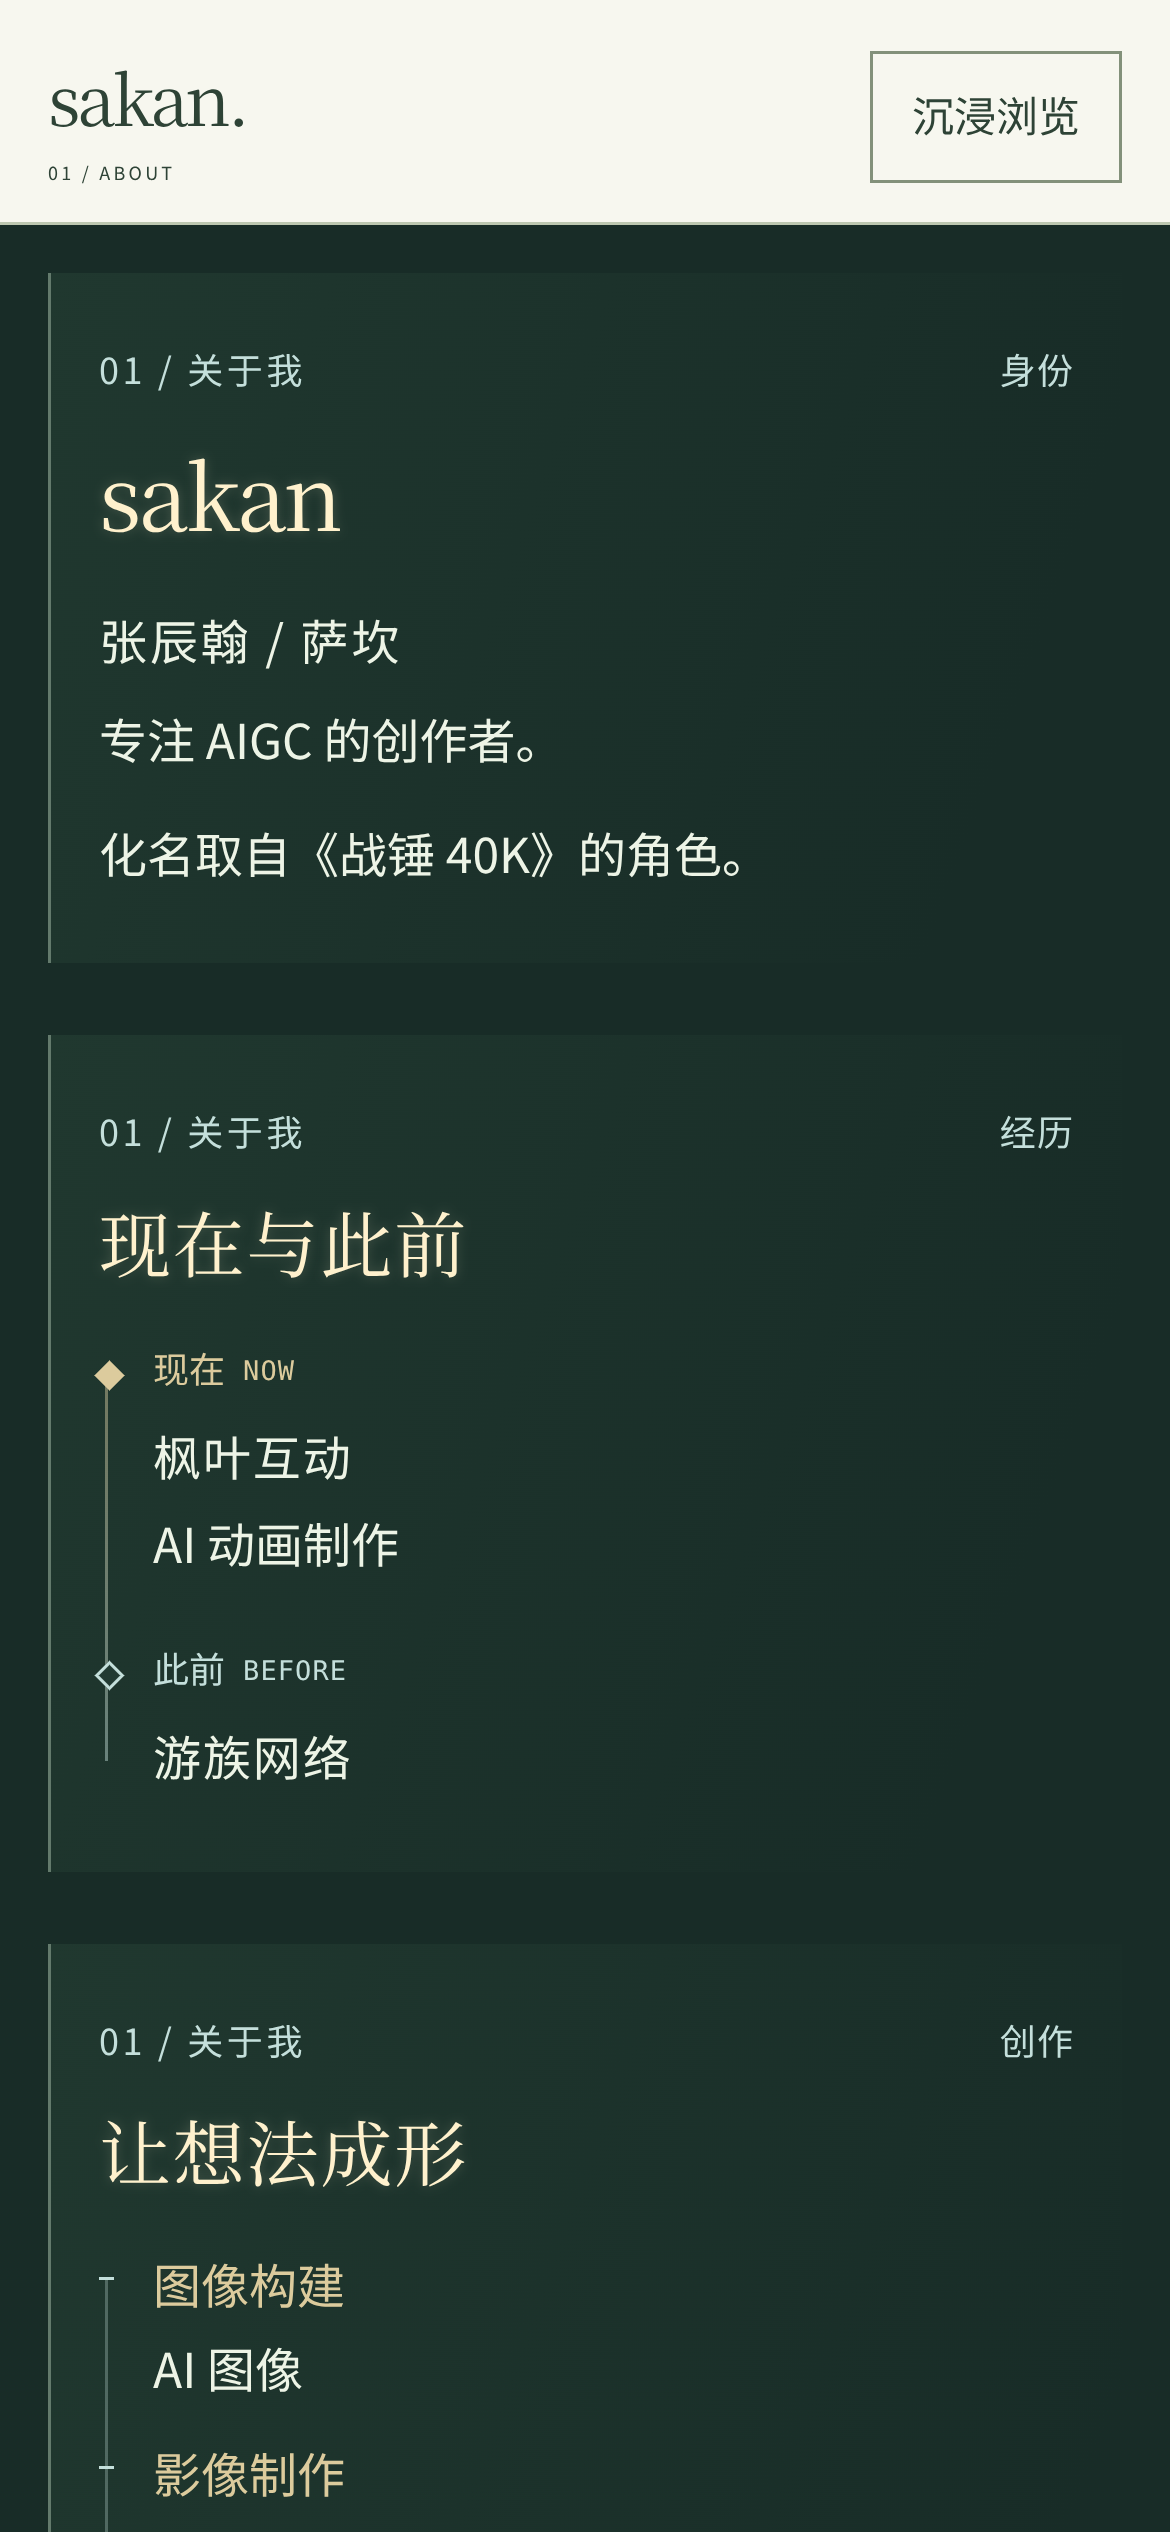 sakan.
沉浸浏览
01 / ABOUT
01 / 关于我
身份
sakan
张辰翰 / 萨坎
专注 AIGC 的创作者。
化名取自《战锤 40K》的角色。
01 / 关于我
经历
现在与此前
现在 NOW
枫叶互动
AI 动画制作
此前 BEFORE
游族网络
01 / 关于我
创作
让想法成形
图像构建
AI 图像
影像制作